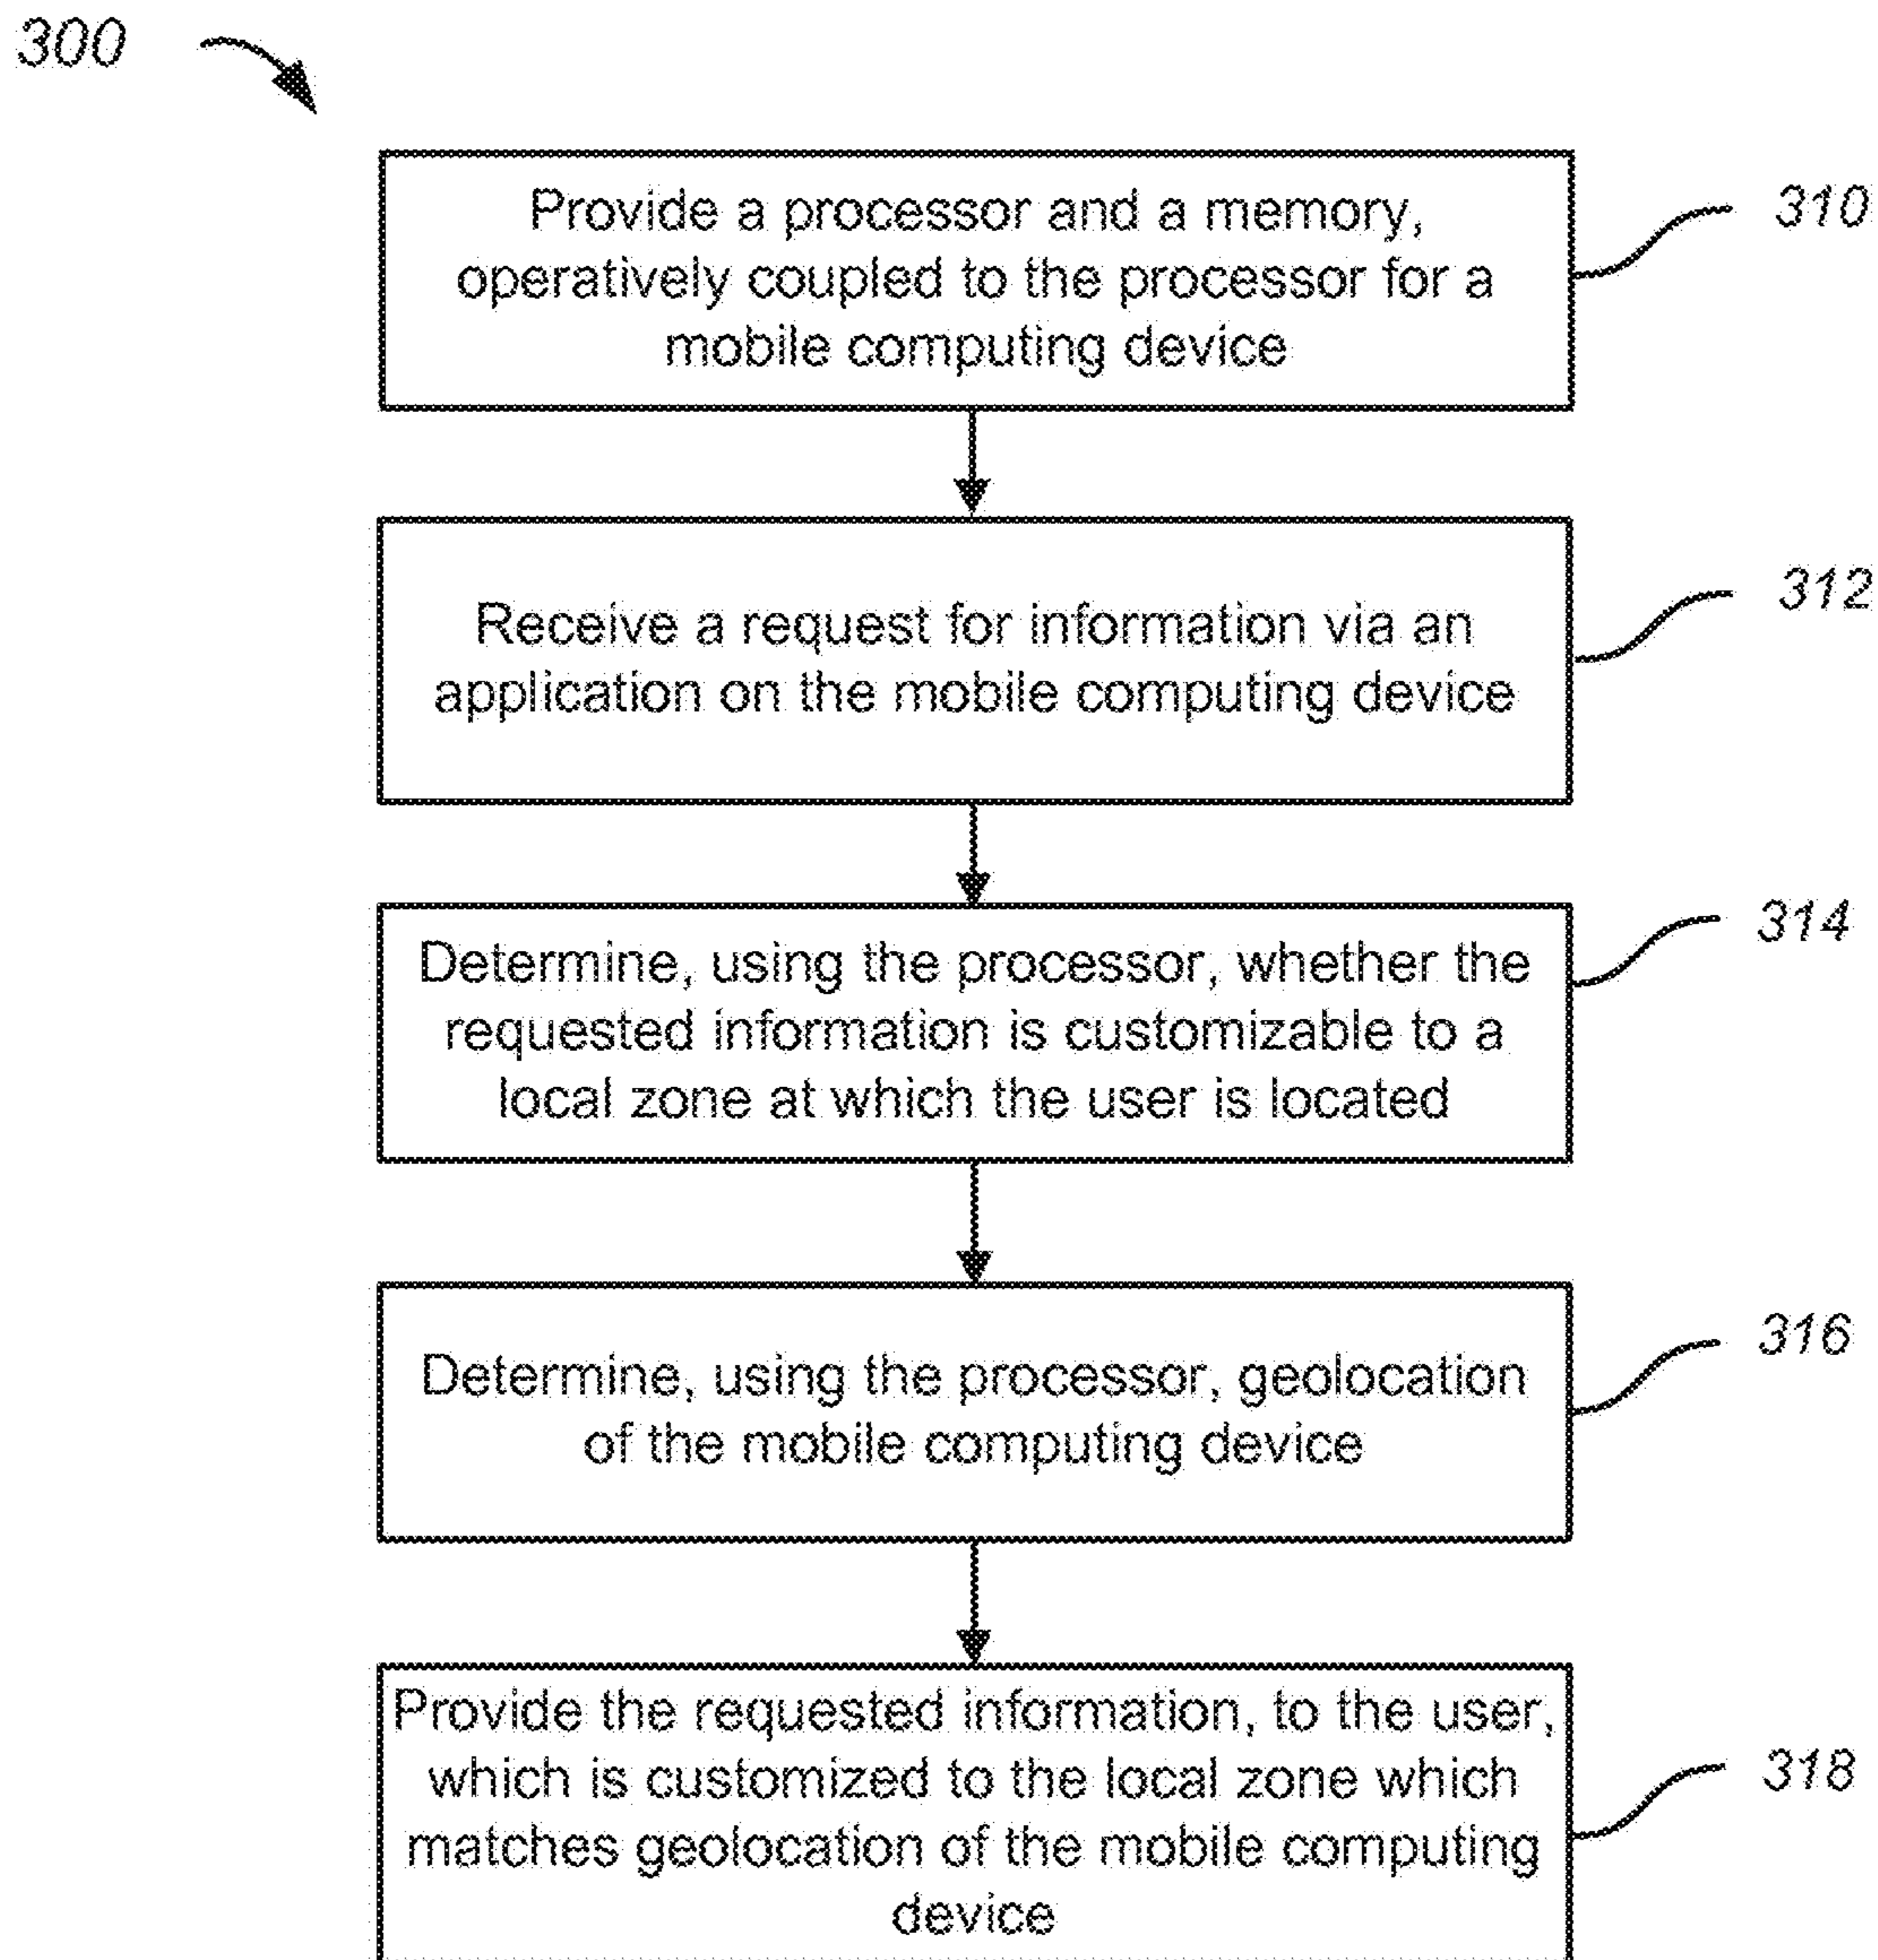 300
Provide a processor and a memory,
operatively coupled to the processor for a
mobile computing device
310
Receive a request for information via an
application on the mobile computing device
312
Determine, using the processor, whether the
requested information is customizable to a
local zone at which the user is located
314
Determine, using the processor, geolocation
of the mobile computing device
316
Provide the requested information, to the user,
which is customized to the local zone which
matches geolocation of the mobile computing
device
318